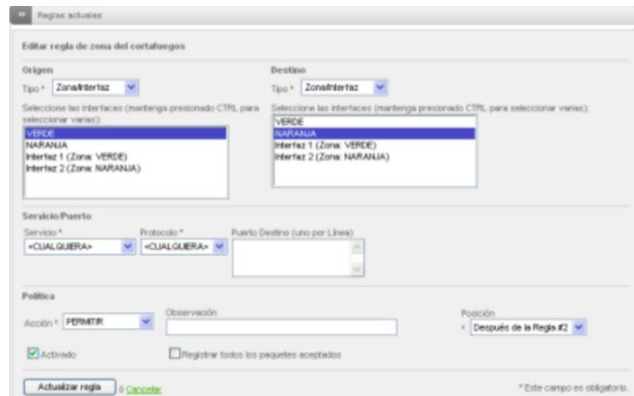 » Reglas actuales
Editar regla de zona del cortafuegos
Origen
Destino
Tipo * Zona/Interfaz
Tipo * Zona/Interfaz
Seleccione las interfaces (mantenga presionado CTRL para
seleccionar varias):
Seleccione las interfaces (mantenga presionado CTRL para seleccionar varias):
VERDE
NARANJA
Interfaz 1 (Zona: VERDE)
Interfaz 2 (Zona: NARANJA)
VERDE
NARANJA
Interfaz 1 (Zona: VERDE)
Interfaz 2 (Zona: NARANJA)
Servicio/Puerto
Servicio * Protocolo * Puerto Destino (uno por Línea)
<CUALQUIERA> <CUALQUIERA>
Política
Observación Posición
Acción * PERMITIR * Después de la Regla #2
Activado Registrar todos los paquetes aceptados
Actualizar regla ó Cancelar * Este campo es obligatorio.